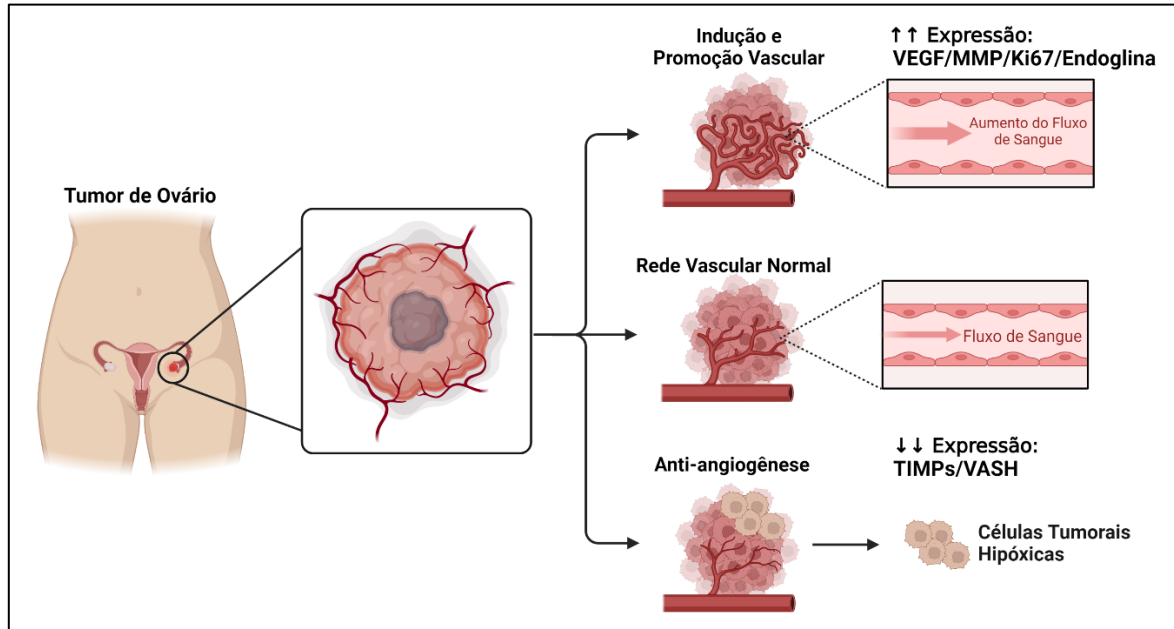 Tumor de Ovário
Indução e
Promoção Vascular
↑↑ Expressão:
VEGF/MMP/Ki67/Endoglina
Aumento do Fluxo
de Sangue
Rede Vascular Normal
Fluxo de Sangue
Anti-angiogênese
↓↓ Expressão:
TIMPs/VASH
Células Tumorais
Hipóxicas